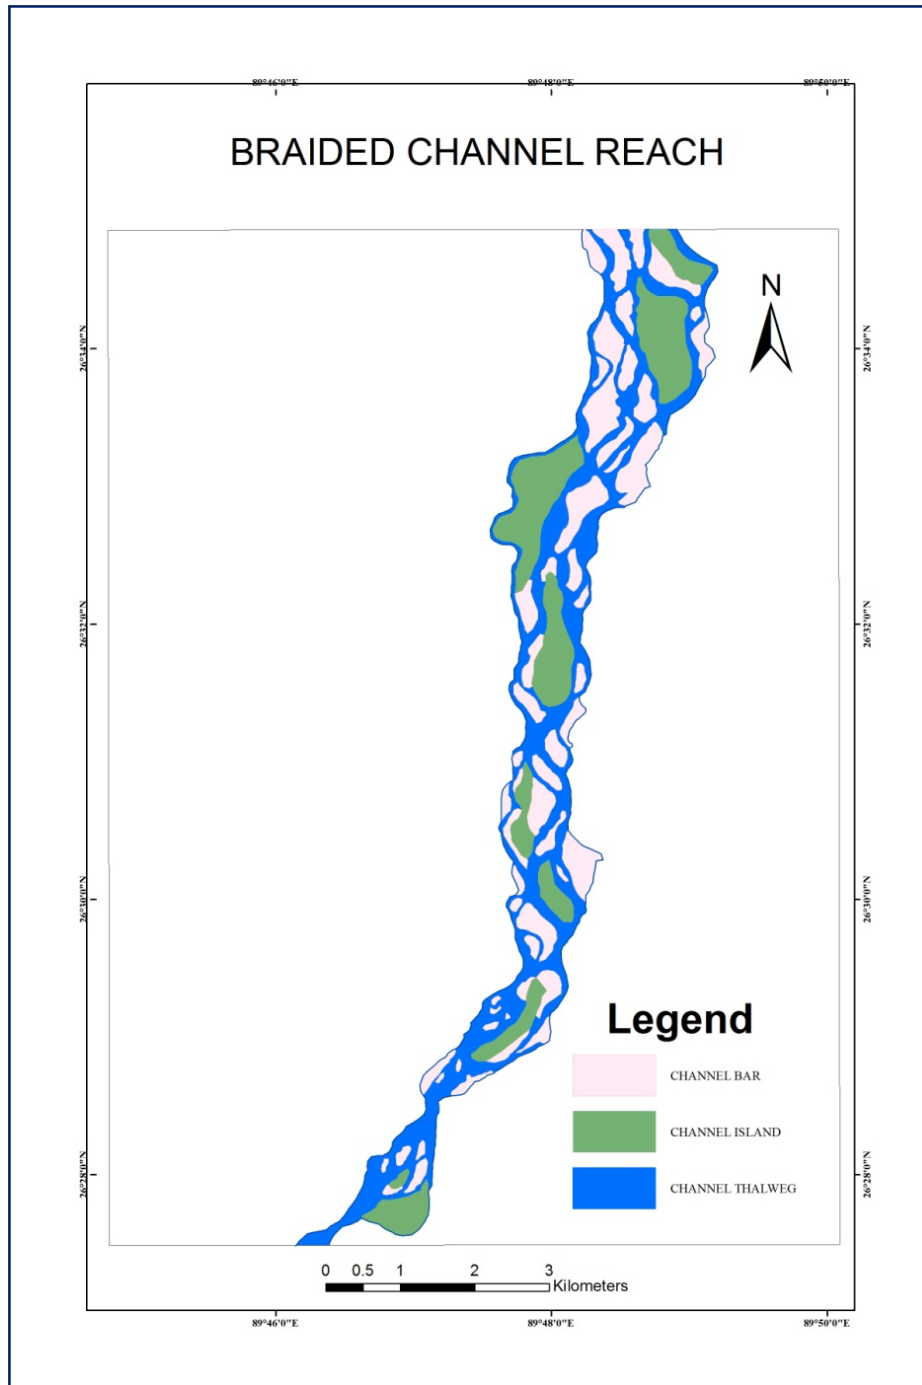 89°46'0"E 89°48'0"E 89°50'0"E
BRAIDED CHANNEL REACH
N
26°34'0"N 26°34'0"N
26°32'0"N 26°32'0"N
26°30'0"N 26°30'0"N
Legend
CHANNEL BAR
CHANNEL ISLAND
CHANNEL THALWEG
26°28'0"N 26°28'0"N
0 0.5 1 2 3
Kilometers
89°46'0"E 89°48'0"E 89°50'0"E